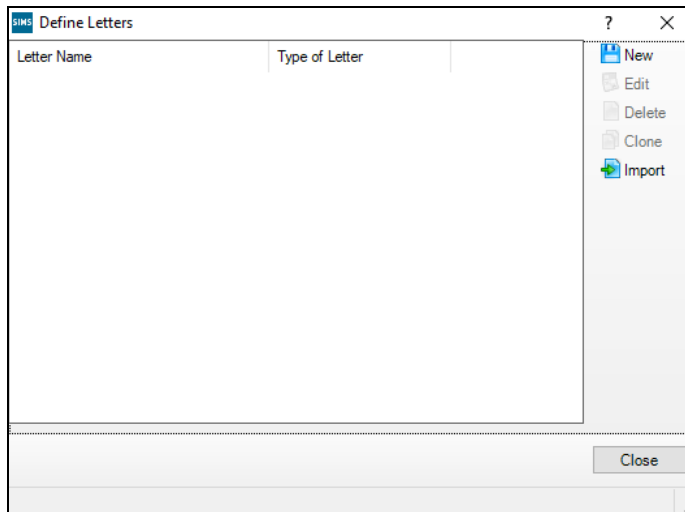 SIMS Define Letters ?
Letter Name Type of Letter
New
Edit
Delete
Clone
Import
Close